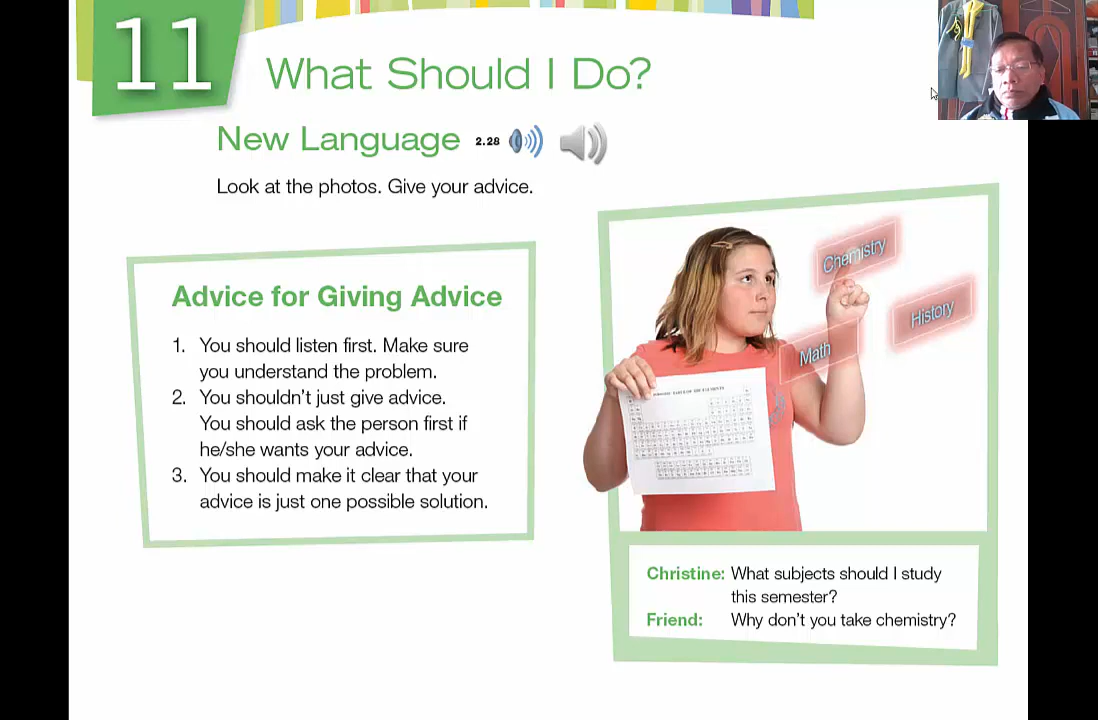 11
What Should I Do?
New Language 2.28
Look at the photos. Give your advice.
Advice for Giving Advice
1. You should listen first. Make sure
you understand the problem.
2. You shouldn't just give advice.
You should ask the person first if
he/she wants your advice.
3. You should make it clear that your
advice is just one possible solution.
Chemistry
History
Math
Christine: What subjects should I study
this semester?
Friend: Why don't you take chemistry?